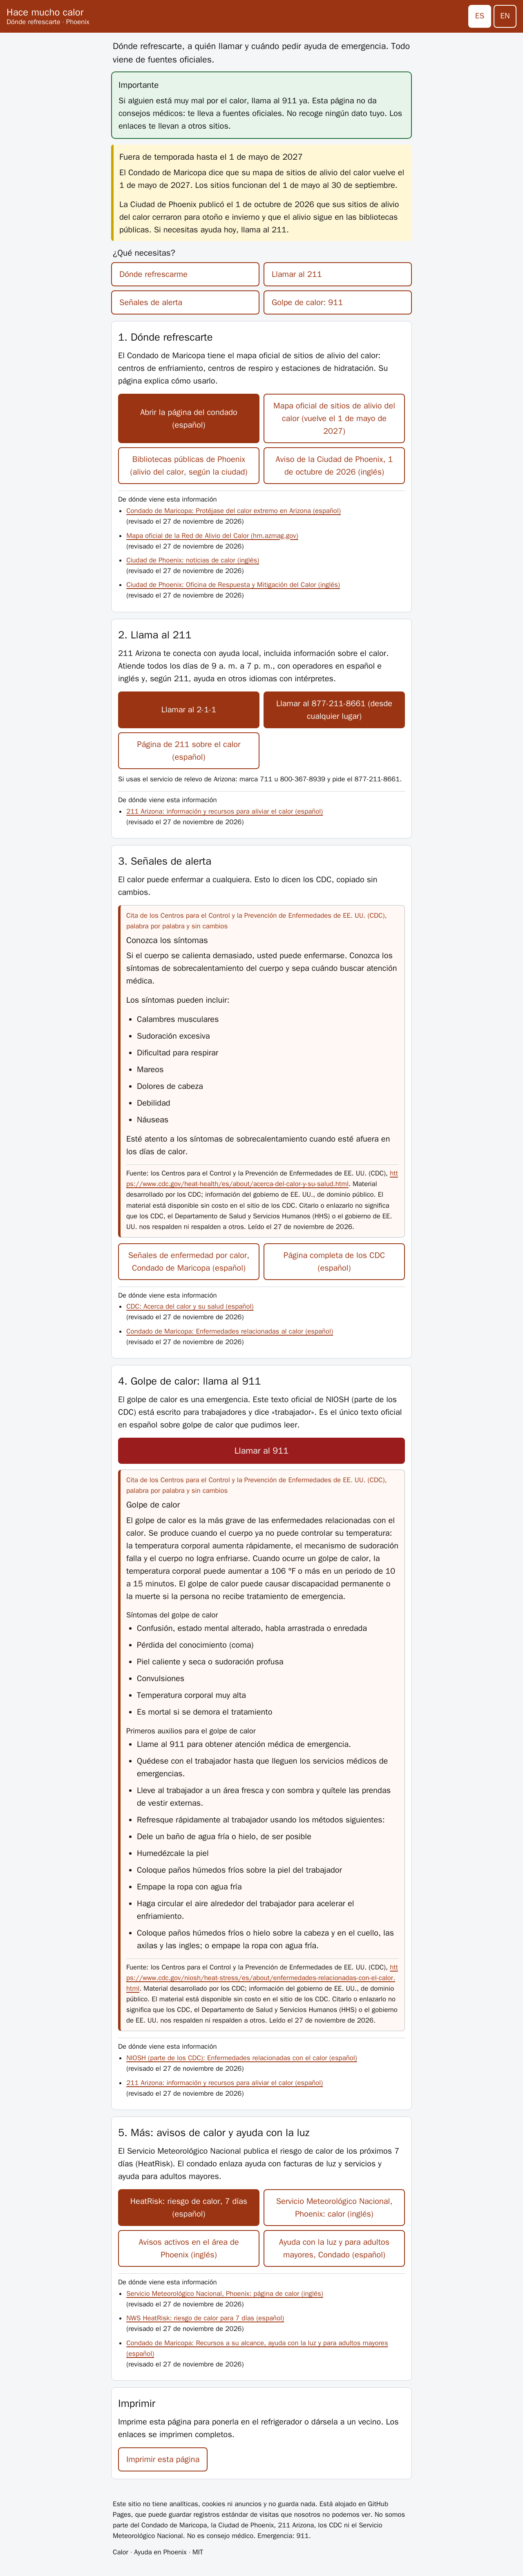 Hace mucho calor
Dónde refrescarte · Phoenix
ES
EN
Dónde refrescarte, a quién llamar y cuándo pedir ayuda de emergencia. Todo
viene de fuentes oficiales.
Importante
Si alguien está muy mal por el calor, llama al 911 ya. Esta página no da
consejos médicos: te lleva a fuentes oficiales. No recoge ningún dato tuyo. Los
enlaces te llevan a otros sitios.
Fuera de temporada hasta el 1 de mayo de 2027
El Condado de Maricopa dice que su mapa de sitios de alivio del calor vuelve el
1 de mayo de 2027. Los sitios funcionan del 1 de mayo al 30 de septiembre.
La Ciudad de Phoenix publicó el 1 de octubre de 2026 que sus sitios de alivio
del calor cerraron para otoño e invierno y que el alivio sigue en las bibliotecas
públicas. Si necesitas ayuda hoy, llama al 211.
¿Qué necesitas?
Dónde refrescarme
Llamar al 211
Señales de alerta
Golpe de calor: 911
1. Dónde refrescarte
El Condado de Maricopa tiene el mapa oficial de sitios de alivio del calor:
centros de enfriamiento, centros de respiro y estaciones de hidratación. Su
página explica cómo usarlo.
Abrir la página del condado
(español)
Mapa oficial de sitios de alivio del
calor (vuelve el 1 de mayo de
2027)
Bibliotecas públicas de Phoenix
(alivio del calor, según la ciudad)
Aviso de la Ciudad de Phoenix, 1
de octubre de 2026 (inglés)
De dónde viene esta información
• Condado de Maricopa: Protéjase del calor extremo en Arizona (español)
(revisado el 27 de noviembre de 2026)
• Mapa oficial de la Red de Alivio del Calor (hrn.azmag.gov)
(revisado el 27 de noviembre de 2026)
• Ciudad de Phoenix: noticias de calor (inglés)
(revisado el 27 de noviembre de 2026)
• Ciudad de Phoenix: Oficina de Respuesta y Mitigación del Calor (inglés)
(revisado el 27 de noviembre de 2026)
2. Llama al 211
211 Arizona te conecta con ayuda local, incluida información sobre el calor.
Atiende todos los días de 9 a. m. a 7 p. m., con operadores en español e
inglés y, según 211, ayuda en otros idiomas con intérpretes.
Llamar al 2-1-1
Llamar al 877-211-8661 (desde
cualquier lugar)
Página de 211 sobre el calor
(español)
Si usas el servicio de relevo de Arizona: marca 711 u 800-367-8939 y pide el 877-211-8661.
De dónde viene esta información
• 211 Arizona: información y recursos para aliviar el calor (español)
(revisado el 27 de noviembre de 2026)
3. Señales de alerta
El calor puede enfermar a cualquiera. Esto lo dicen los CDC, copiado sin
cambios.
Cita de los Centros para el Control y la Prevención de Enfermedades de EE. UU. (CDC),
palabra por palabra y sin cambios
Conozca los síntomas
Si el cuerpo se calienta demasiado, usted puede enfermarse. Conozca los
síntomas de sobrecalentamiento del cuerpo y sepa cuándo buscar atención
médica.
Los síntomas pueden incluir:
• Calambres musculares
• Sudoración excesiva
• Dificultad para respirar
• Mareos
• Dolores de cabeza
• Debilidad
• Náuseas
Esté atento a los síntomas de sobrecalentamiento cuando esté afuera en
los días de calor.
Fuente: los Centros para el Control y la Prevención de Enfermedades de EE. UU. (CDC), htt
ps://www.cdc.gov/heat-health/es/about/acerca-del-calor-y-su-salud.html. Material
desarrollado por los CDC; información del gobierno de EE. UU., de dominio público. El
material está disponible sin costo en el sitio de los CDC. Citarlo o enlazarlo no significa
que los CDC, el Departamento de Salud y Servicios Humanos (HHS) o el gobierno de EE.
UU. nos respalden ni respalden a otros. Leído el 27 de noviembre de 2026.
Señales de enfermedad por calor,
Condado de Maricopa (español)
Página completa de los CDC
(español)
De dónde viene esta información
• CDC: Acerca del calor y su salud (español)
(revisado el 27 de noviembre de 2026)
• Condado de Maricopa: Enfermedades relacionadas al calor (español)
(revisado el 27 de noviembre de 2026)
4. Golpe de calor: llama al 911
El golpe de calor es una emergencia. Este texto oficial de NIOSH (parte de los
CDC) está escrito para trabajadores y dice «trabajador». Es el único texto oficial
en español sobre golpe de calor que pudimos leer.
Llamar al 911
Cita de los Centros para el Control y la Prevención de Enfermedades de EE. UU. (CDC),
palabra por palabra y sin cambios
Golpe de calor
El golpe de calor es la más grave de las enfermedades relacionadas con el
calor. Se produce cuando el cuerpo ya no puede controlar su temperatura:
la temperatura corporal aumenta rápidamente, el mecanismo de sudoración
falla y el cuerpo no logra enfriarse. Cuando ocurre un golpe de calor, la
temperatura corporal puede aumentar a 106 °F o más en un periodo de 10
a 15 minutos. El golpe de calor puede causar discapacidad permanente o
la muerte si la persona no recibe tratamiento de emergencia.
Síntomas del golpe de calor
• Confusión, estado mental alterado, habla arrastrada o enredada
• Pérdida del conocimiento (coma)
• Piel caliente y seca o sudoración profusa
• Convulsiones
• Temperatura corporal muy alta
• Es mortal si se demora el tratamiento
Primeros auxilios para el golpe de calor
• Llame al 911 para obtener atención médica de emergencia.
• Quédese con el trabajador hasta que lleguen los servicios médicos de
emergencias.
• Lleve al trabajador a un área fresca y con sombra y quítele las prendas
de vestir externas.
• Refresque rápidamente al trabajador usando los métodos siguientes:
• Dele un baño de agua fría o hielo, de ser posible
• Humedézcale la piel
• Coloque paños húmedos fríos sobre la piel del trabajador
• Empape la ropa con agua fría
• Haga circular el aire alrededor del trabajador para acelerar el
enfriamiento.
• Coloque paños húmedos fríos o hielo sobre la cabeza y en el cuello, las
axilas y las ingles; o empape la ropa con agua fría.
Fuente: los Centros para el Control y la Prevención de Enfermedades de EE. UU. (CDC), htt
ps://www.cdc.gov/niosh/heat-stress/es/about/enfermedades-relacionadas-con-el-calor.
html. Material desarrollado por los CDC; información del gobierno de EE. UU., de dominio
público. El material está disponible sin costo en el sitio de los CDC. Citarlo o enlazarlo no
significa que los CDC, el Departamento de Salud y Servicios Humanos (HHS) o el gobierno
de EE. UU. nos respalden ni respalden a otros. Leído el 27 de noviembre de 2026.
De dónde viene esta información
• NIOSH (parte de los CDC): Enfermedades relacionadas con el calor (español)
(revisado el 27 de noviembre de 2026)
• 211 Arizona: información y recursos para aliviar el calor (español)
(revisado el 27 de noviembre de 2026)
5. Más: avisos de calor y ayuda con la luz
El Servicio Meteorológico Nacional publica el riesgo de calor de los próximos 7
días (HeatRisk). El condado enlaza ayuda con facturas de luz y servicios y
ayuda para adultos mayores.
HeatRisk: riesgo de calor, 7 días
(español)
Servicio Meteorológico Nacional,
Phoenix: calor (inglés)
Avisos activos en el área de
Phoenix (inglés)
Ayuda con la luz y para adultos
mayores, Condado (español)
De dónde viene esta información
• Servicio Meteorológico Nacional, Phoenix: página de calor (inglés)
(revisado el 27 de noviembre de 2026)
• NWS HeatRisk: riesgo de calor para 7 días (español)
(revisado el 27 de noviembre de 2026)
• Condado de Maricopa: Recursos a su alcance, ayuda con la luz y para adultos mayores
(español)
(revisado el 27 de noviembre de 2026)
Imprimir
Imprime esta página para ponerla en el refrigerador o dársela a un vecino. Los
enlaces se imprimen completos.
Imprimir esta página
Este sitio no tiene analíticas, cookies ni anuncios y no guarda nada. Está alojado en GitHub
Pages, que puede guardar registros estándar de visitas que nosotros no podemos ver. No somos
parte del Condado de Maricopa, la Ciudad de Phoenix, 211 Arizona, los CDC ni el Servicio
Meteorológico Nacional. No es consejo médico. Emergencia: 911.
Calor · Ayuda en Phoenix · MIT